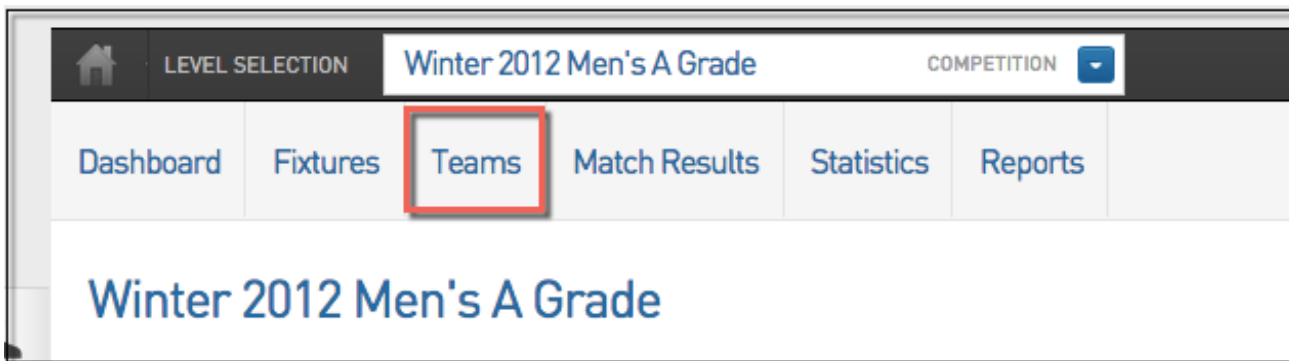 LEVEL SELECTION Winter 2012 Men's A Grade COMPETITION
Dashboard Fixtures Teams Match Results Statistics Reports
Winter 2012 Men's A Grade